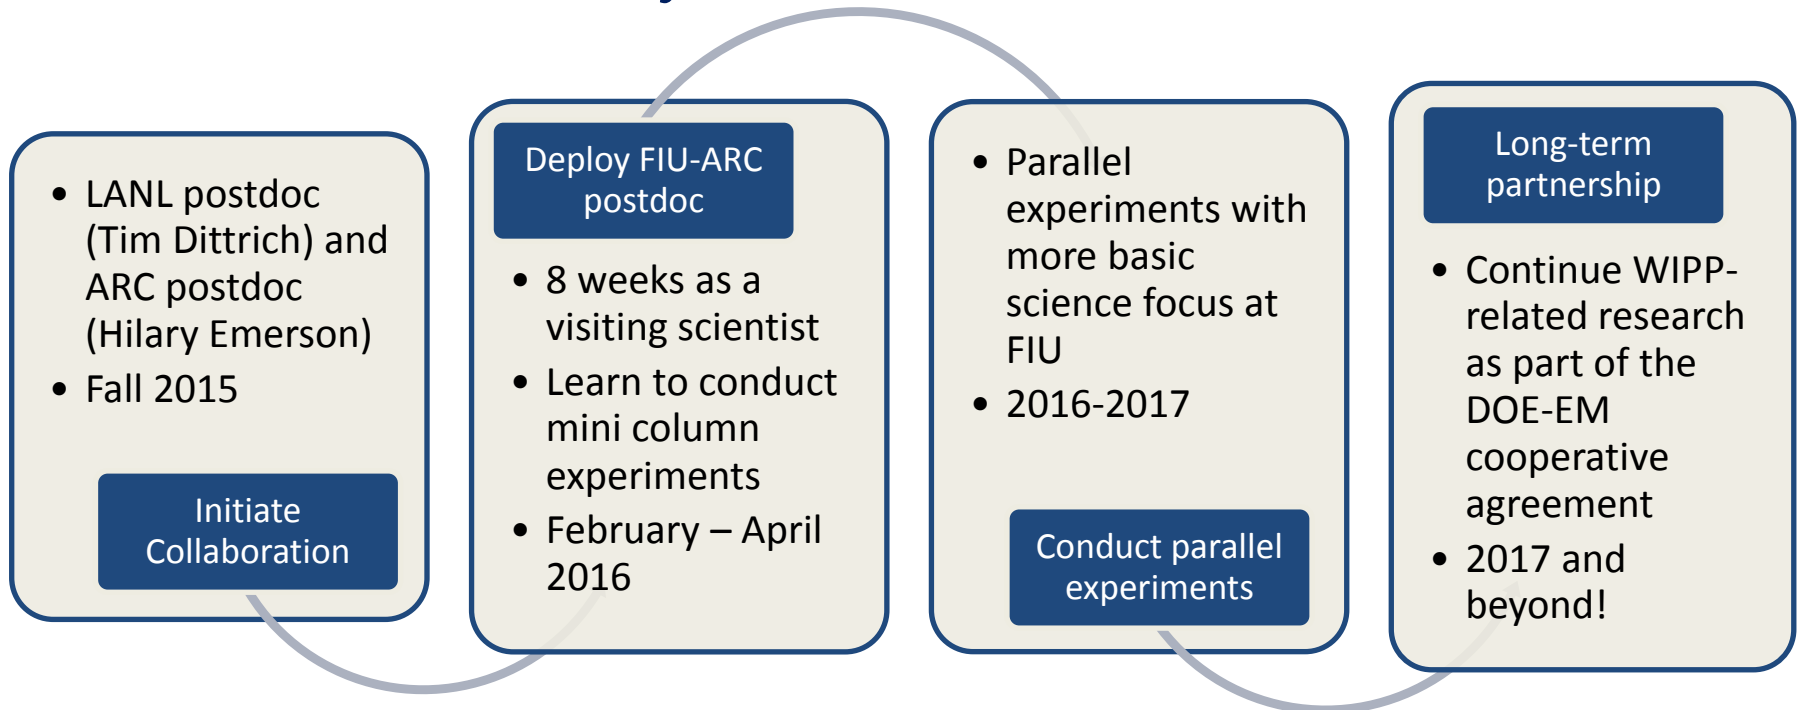 • LANL postdoc
(Tim Dittrich) and
ARC postdoc
(Hilary Emerson)
• Fall 2015
Initiate
Collaboration
Deploy FIU-ARC
postdoc
• 8 weeks as a
visiting scientist
• Learn to conduct
mini column
experiments
• February – April
2016
• Parallel
experiments with
more basic
science focus at
FIU
• 2016-2017
Conduct parallel
experiments
Long-term
partnership
• Continue WIPP-
related research
as part of the
DOE-EM
cooperative
agreement
• 2017 and
beyond!